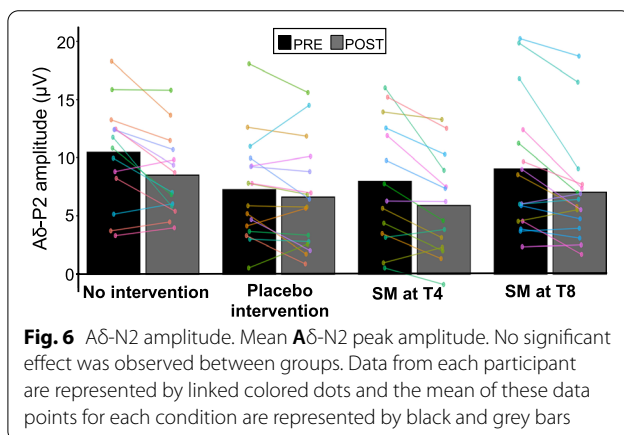 20
PRE POST
15
10
5
0
Aδ-P2 amplitude (µV)
No intervention
Placebo
intervention
SM at T4
SM at T8
Fig. 6 Aδ-N2 amplitude. Mean Aδ-N2 peak amplitude. No significant
effect was observed between groups. Data from each participant
are represented by linked colored dots and the mean of these data
points for each condition are represented by black and grey bars